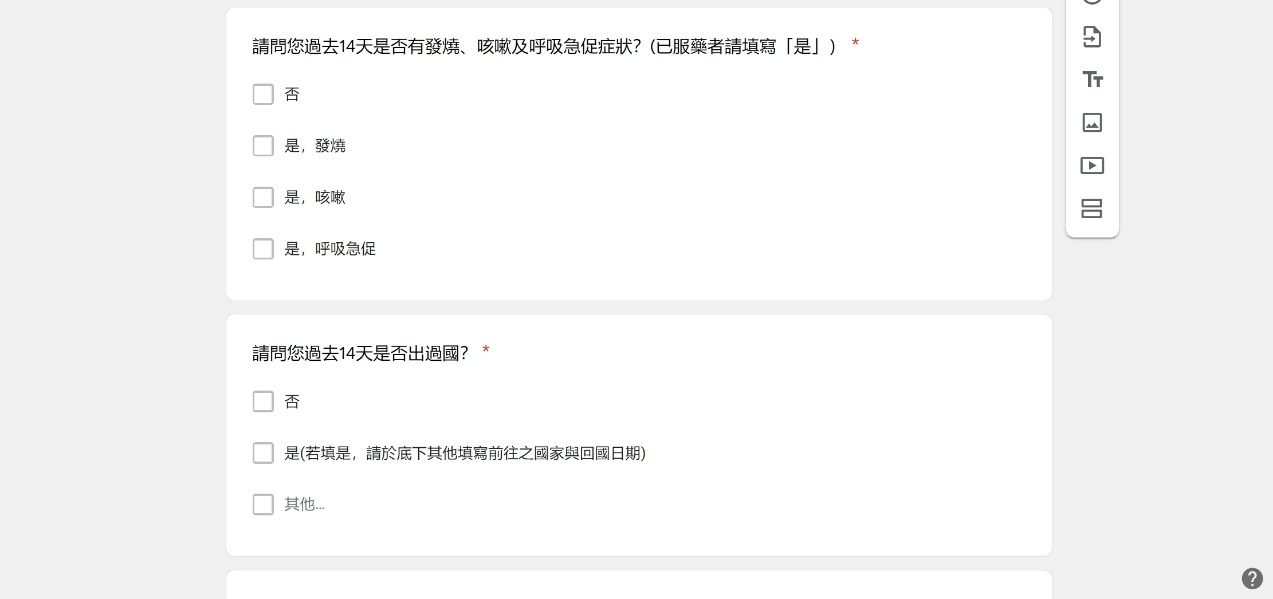 請問您過去14天是否有發燒、咳嗽及呼吸急促症狀？(已服藥者請填寫「是」） *
否
是，發燒
是，咳嗽
是，呼吸急促
請問您過去14天是否出過國？ *
否
是(若填是，請於底下其他填寫前往之國家與回國日期)
其他...